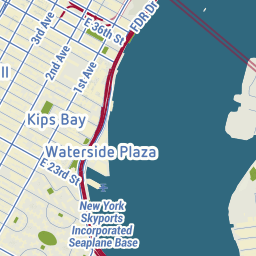 E 36th St
FDR Dr
3rd Ave
2nd Ave
1st Ave
ll
Kips Bay
Waterside Plaza
E 23rd St
New York
Skyports
Incorporated
Seaplane Base